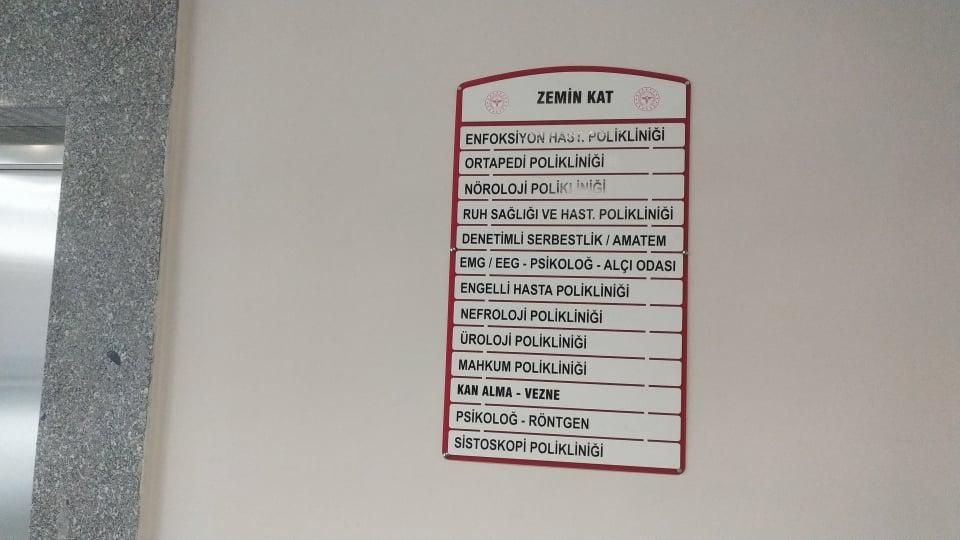 ZEMİN KAT
ENFOKSİYON HAST. POLİKLİNİĞİ
ORTAPEDİ POLİKLİNİĞİ
NÖROLOJİ POLİKLİNİĞİ
RUH SAĞLIĞI VE HAST. POLİKLİNİĞİ
DENETİMLİ SERBESTLİK / AMATEM
EMG / EEG - PSİKOLOĞ - ALÇI ODASI
ENGELLİ HASTA POLİKLİNİĞİ
NEFROLOJİ POLİKLİNİĞİ
ÜROLOJİ POLİKLİNİĞİ
MAHKUM POLİKLİNİĞİ
KAN ALMA - VEZNE
PSİKOLOĞ - RÖNTGEN
SİSTOSKOPİ POLİKLİNİĞİ